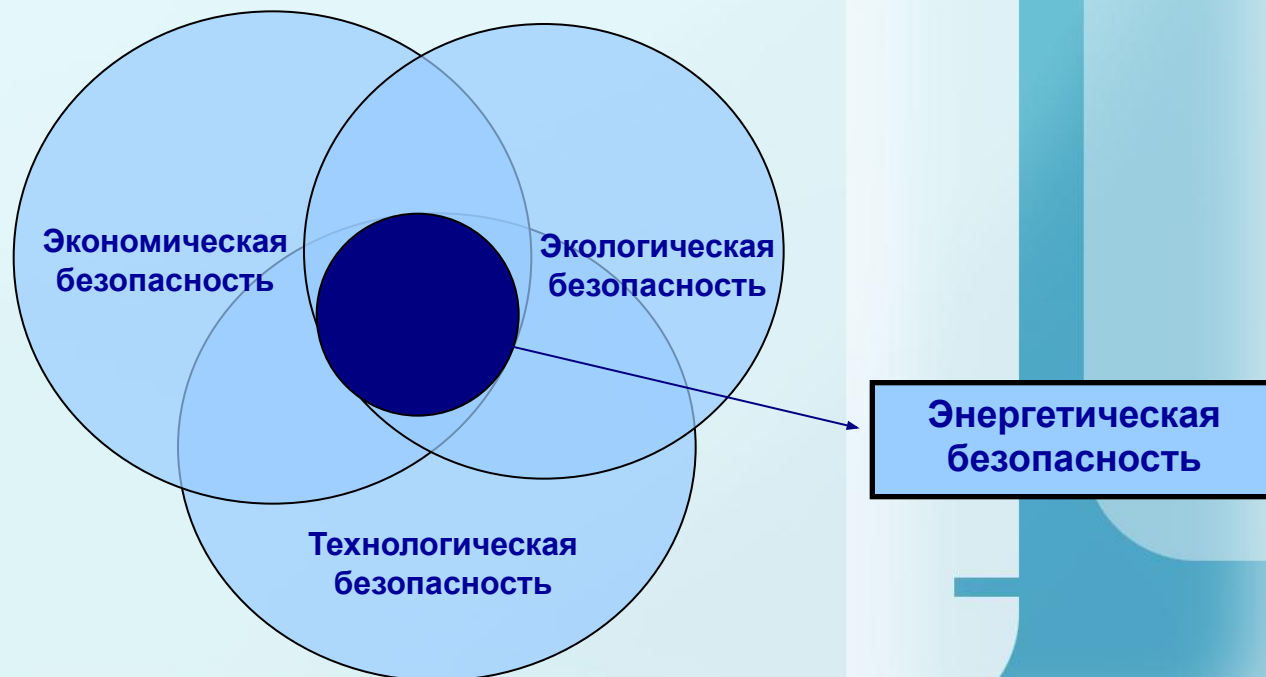 Экономическая
безопасность
Экологическая
безопасность
Энергетическая
безопасность
Технологическая
безопасность